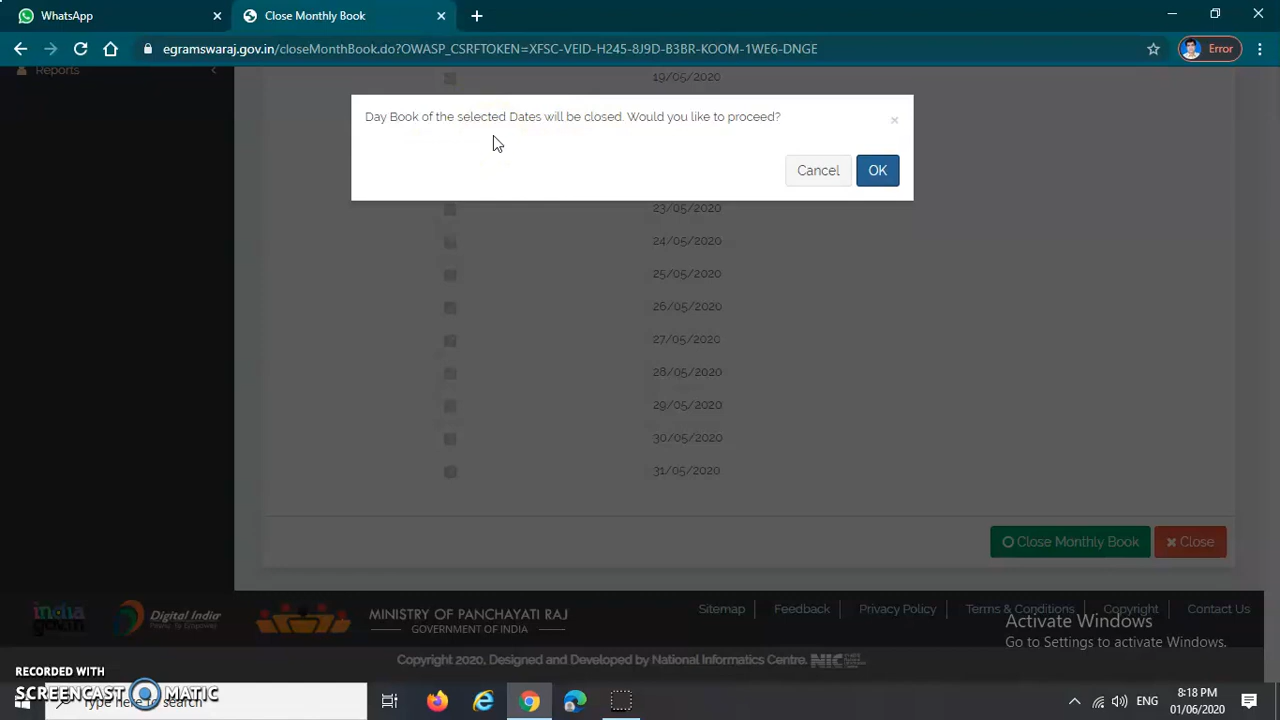 WhatsApp
Close Monthly Book
egramswaraj.gov.in/closeMonthBook.do?OWASP_CSRFTOKEN=XFSC-VEID-H245-8J9D-B3BR-KOOM-1WE6-DNGE
Error
Reports
19/05/2020
Day Book of the selected Dates will be closed. Would you like to proceed?
×
Cancel
OK
23/05/2020
24/05/2020
25/05/2020
26/05/2020
27/05/2020
28/05/2020
29/05/2020
30/05/2020
31/05/2020
Close Monthly Book
Close
Digital India
Power To Empower
MINISTRY OF PANCHAYATI RAJ
GOVERNMENT OF INDIA
Sitemap
Feedback
Privacy Policy
Terms & Conditions
Copyright
Contact Us
Activate Windows
Go to Settings to activate Windows.
Copyright 2020, Designed and Developed by National Informatics Centre.
NIC
RECORDED WITH
SCREENCAST MATIC
Type here to search
ENG
8:18 PM
01/06/2020